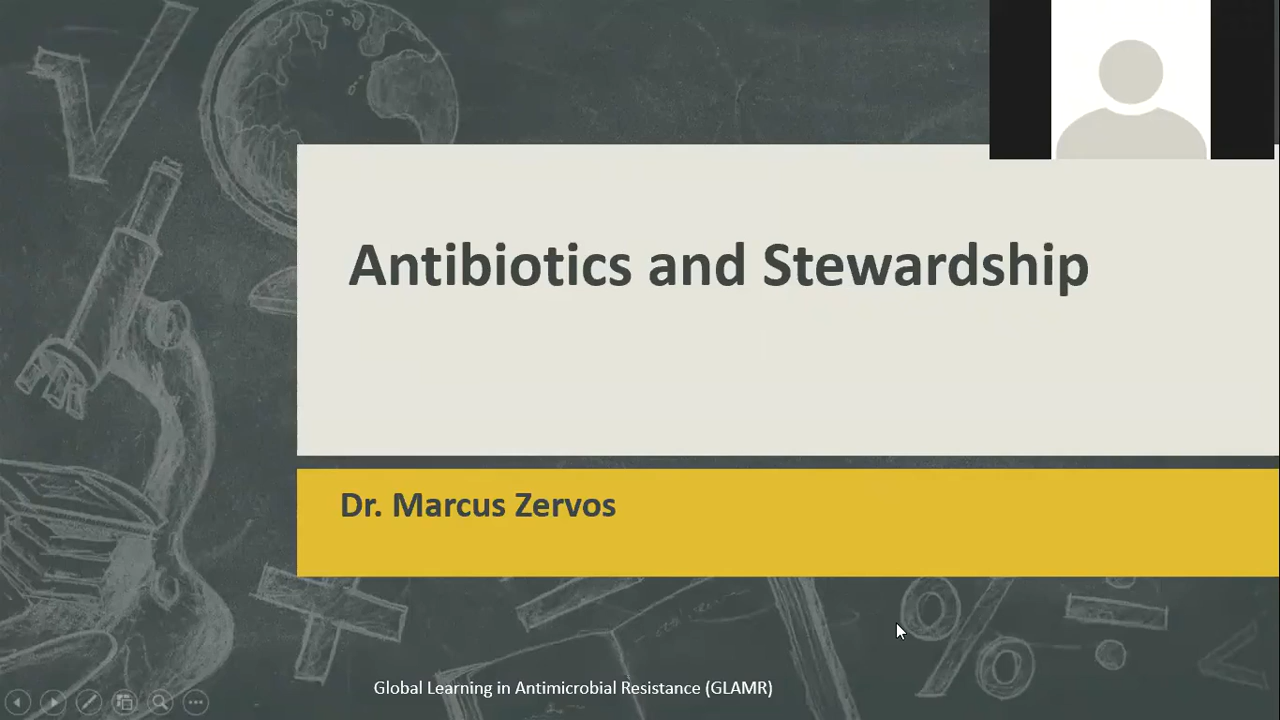 Antibiotics and Stewardship
Dr. Marcus Zervos
Global Learning in Antimicrobial Resistance (GLAMR)